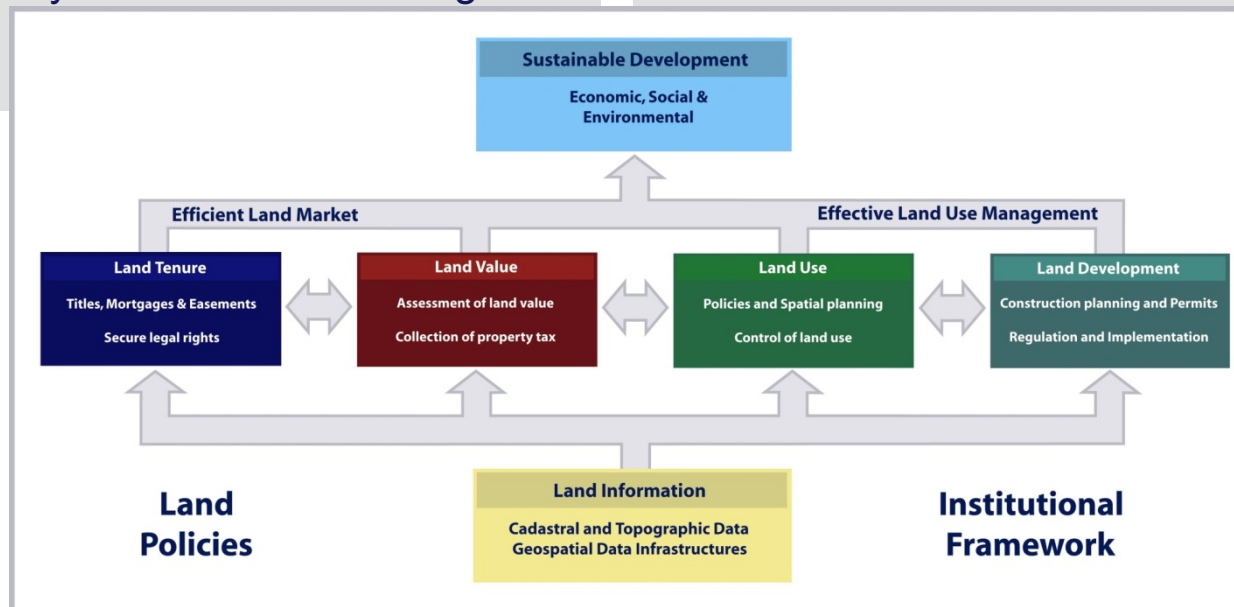 Sustainable Development
Economic, Social &
Environmental
Efficient Land Market
Effective Land Use Management
Land Tenure
Titles, Mortgages & Easements
Secure legal rights
Land Value
Assessment of land value
Collection of property tax
Land Use
Policies and Spatial planning
Control of land use
Land Development
Construction planning and Permits
Regulation and Implementation
Land Information
Cadastral and Topographic Data
Geospatial Data Infrastructures
Land
Policies
Institutional
Framework